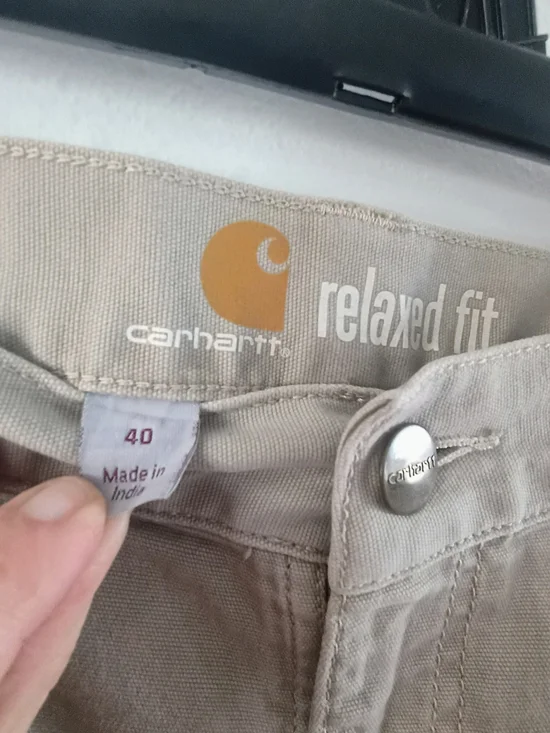 carhartt®
relaxed fit
40
Made in
India
carhartt